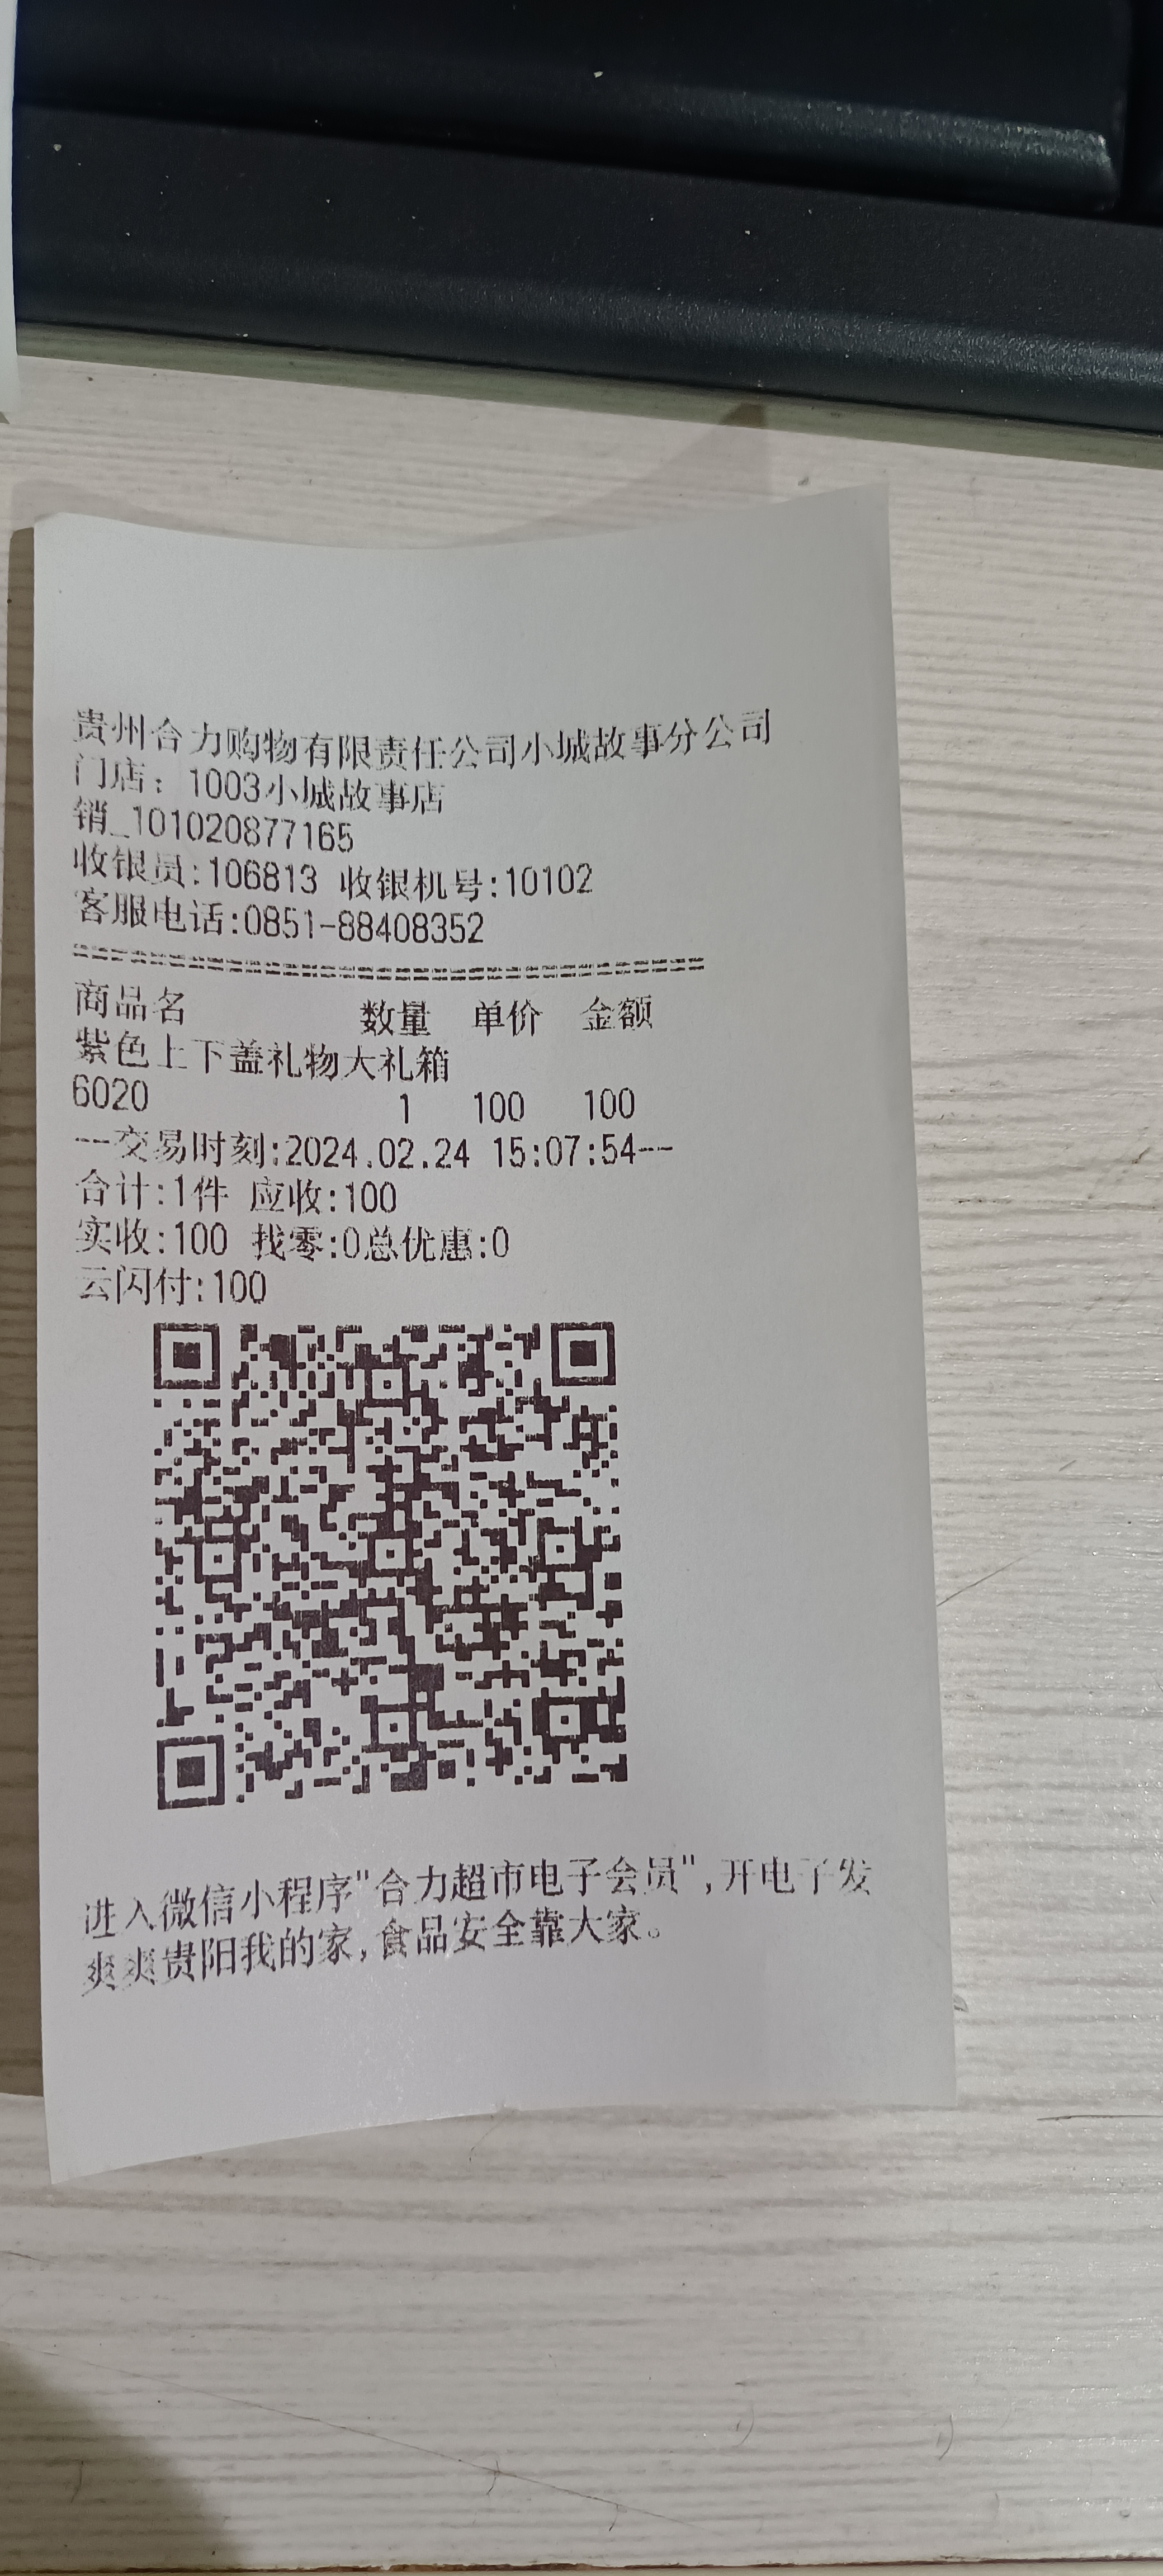 贵州合力购物有限责任公司小城故事分公司
门店：1003小城故事店
销_101020877165
收银员:106813 收银机号:10102
客服电话:0851-88408352
==================================
商品名 数量 单价 金额
紫色上下盖礼物大礼箱
6020 1 100 100
--交易时刻:2024.02.24 15:07:54--
合计:1件 应收:100
实收:100 找零:0总优惠:0
云闪付:100
进入微信小程序"合力超市电子会员",开电子发
爽爽贵阳我的家,食品安全靠大家。